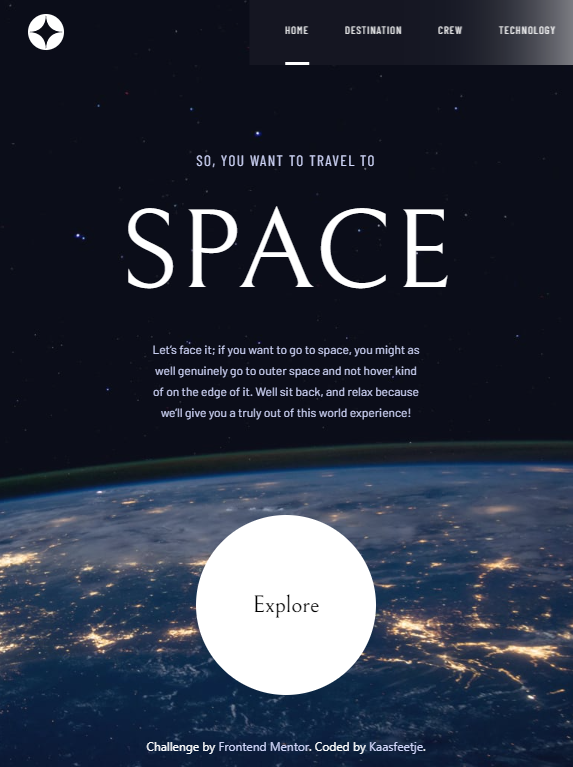 HOME DESTINATION CREW TECHNOLOGY
SO, YOU WANT TO TRAVEL TO
SPACE
Let's face it; if you want to go to space, you might as
well genuinely go to outer space and not hover kind
of on the edge of it. Well sit back, and relax because
we'll give you a truly out of this world experience!
Explore
Challenge by Frontend Mentor. Coded by Kaasfeetje.